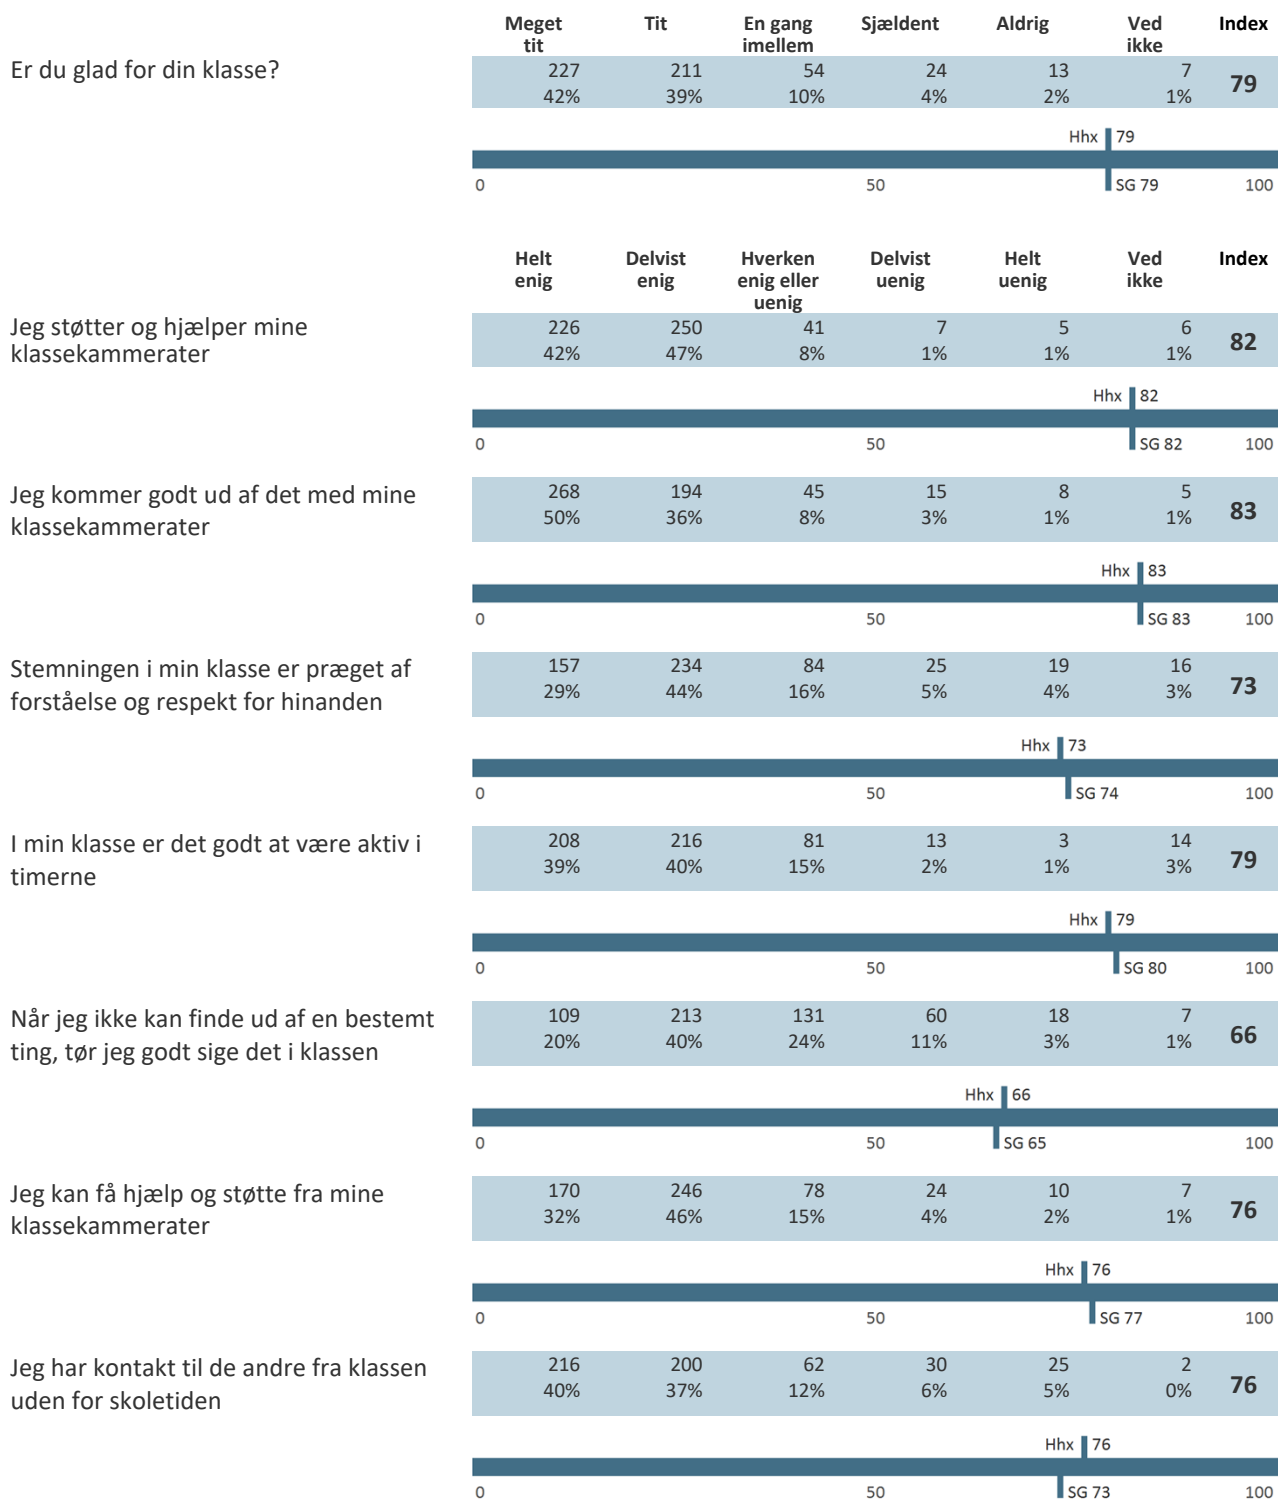 Meget tit Tit En gang imellem Sjældent Aldrig Ved ikke Index
Er du glad for din klasse?
227 211 54 24 13 7 79
42% 39% 10% 4% 2% 1%
Hhx 79
0 50 SG 79 100
Helt enig Delvist enig Hverken enig eller uenig Delvist uenig Helt uenig Ved ikke Index
Jeg støtter og hjælper mine
klassekammerater
226 250 41 7 5 6 82
42% 47% 8% 1% 1% 1%
Hhx 82
0 50 SG 82 100
Jeg kommer godt ud af det med mine
klassekammerater
268 194 45 15 8 5 83
50% 36% 8% 3% 1% 1%
Hhx 83
0 50 SG 83 100
Stemningen i min klasse er præget af
forståelse og respekt for hinanden
157 234 84 25 19 16 73
29% 44% 16% 5% 4% 3%
Hhx 73
0 50 SG 74 100
I min klasse er det godt at være aktiv i
timerne
208 216 81 13 3 14 79
39% 40% 15% 2% 1% 3%
Hhx 79
0 50 SG 80 100
Når jeg ikke kan finde ud af en bestemt
ting, tør jeg godt sige det i klassen
109 213 131 60 18 7 66
20% 40% 24% 11% 3% 1%
Hhx 66
0 50 SG 65 100
Jeg kan få hjælp og støtte fra mine
klassekammerater
170 246 78 24 10 7 76
32% 46% 15% 4% 2% 1%
Hhx 76
0 50 SG 77 100
Jeg har kontakt til de andre fra klassen
uden for skoletiden
216 200 62 30 25 2 76
40% 37% 12% 6% 5% 0%
Hhx 76
0 50 SG 73 100